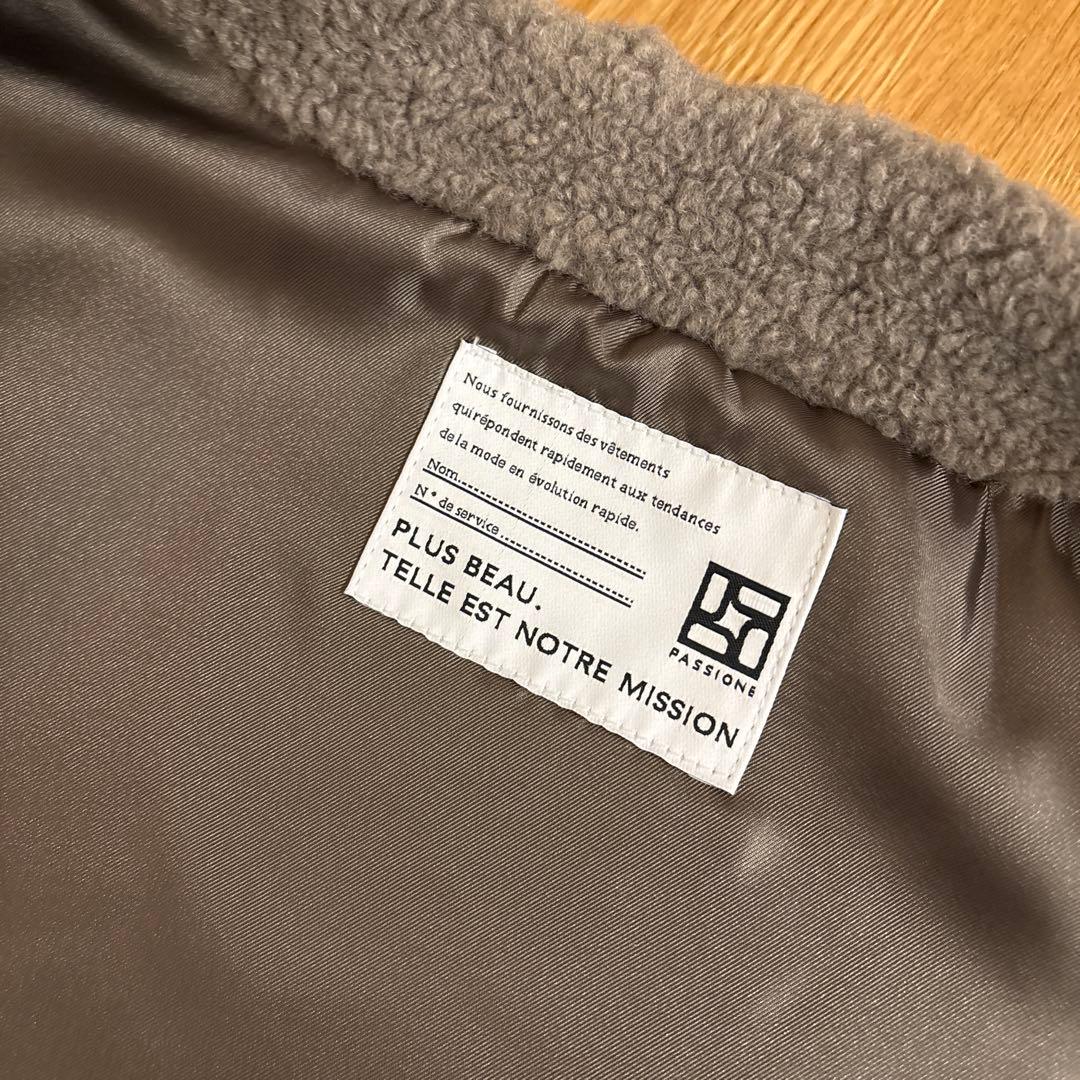 Nous fournissons des vêtements
quirépondent rapidement aux tendances
de la mode en évolution rapide.
Nom
N° de service
PLUS BEAU.
TELLE EST NOTRE MISSION
PASSIONE